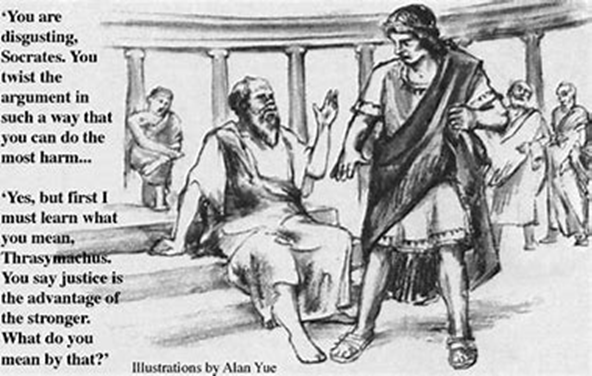 ‘You are
disgusting,
Socrates. You
twist the
argument in
such a way that
you can do the
most harm...
‘Yes, but first I
must learn what
you mean,
Thrasymachus.
You say justice is
the advantage of
the stronger.
What do you
mean by that?’
Illustrations by Alan Yue